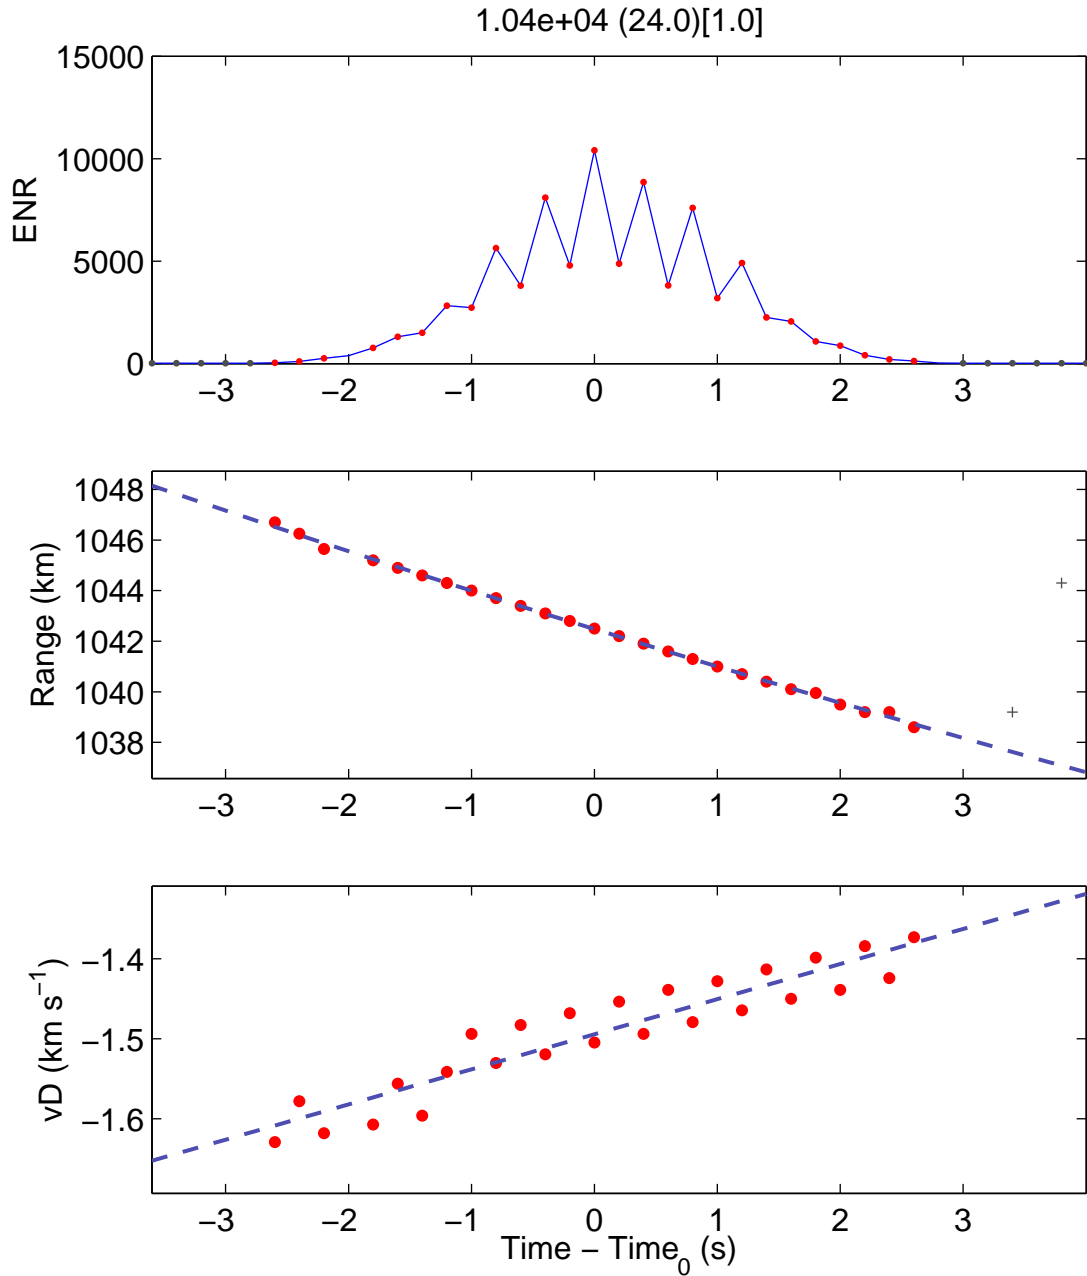 1.04e+04 (24.0)[1.0]
15000
10000
5000
0
ENR
−3 −2 −1 0 1 2 3
1048
1046
1044
1042
1040
1038
Range (km)
−3 −2 −1 0 1 2 3
−1.4
−1.5
−1.6
vD (km s⁻¹)
−3 −2 −1 0 1 2 3
Time − Time₀ (s)